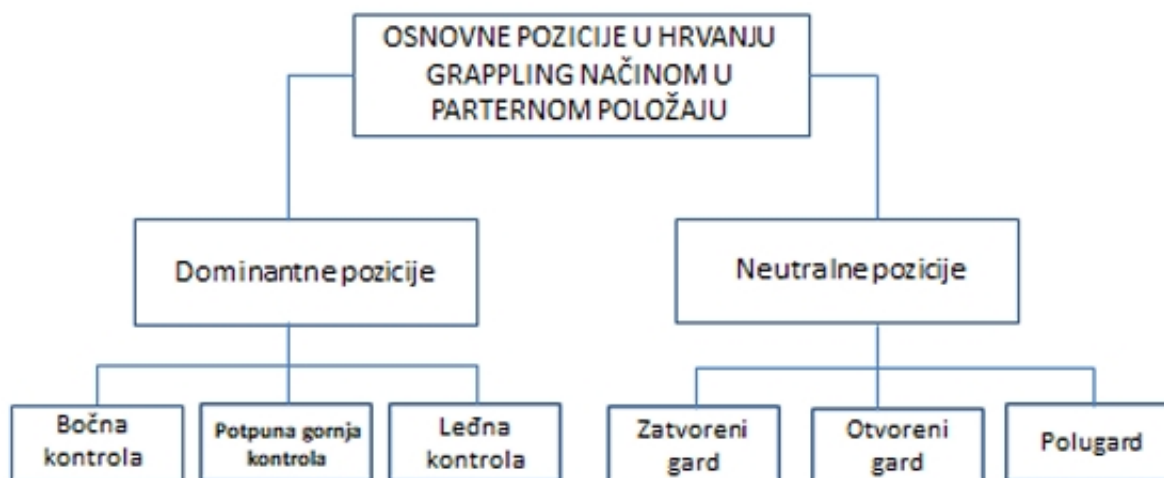 OSNOVNE POZICIJE U HRVANJU
GRAPPLING NAČINOM U
PARTERNOM POLOŽAJU
Dominantne pozicije
Neutralne pozicije
Bočna
kontrola
Potpuna gornja
kontrola
Leđna
kontrola
Zatvoreni
gard
Otvoreni
gard
Polugard